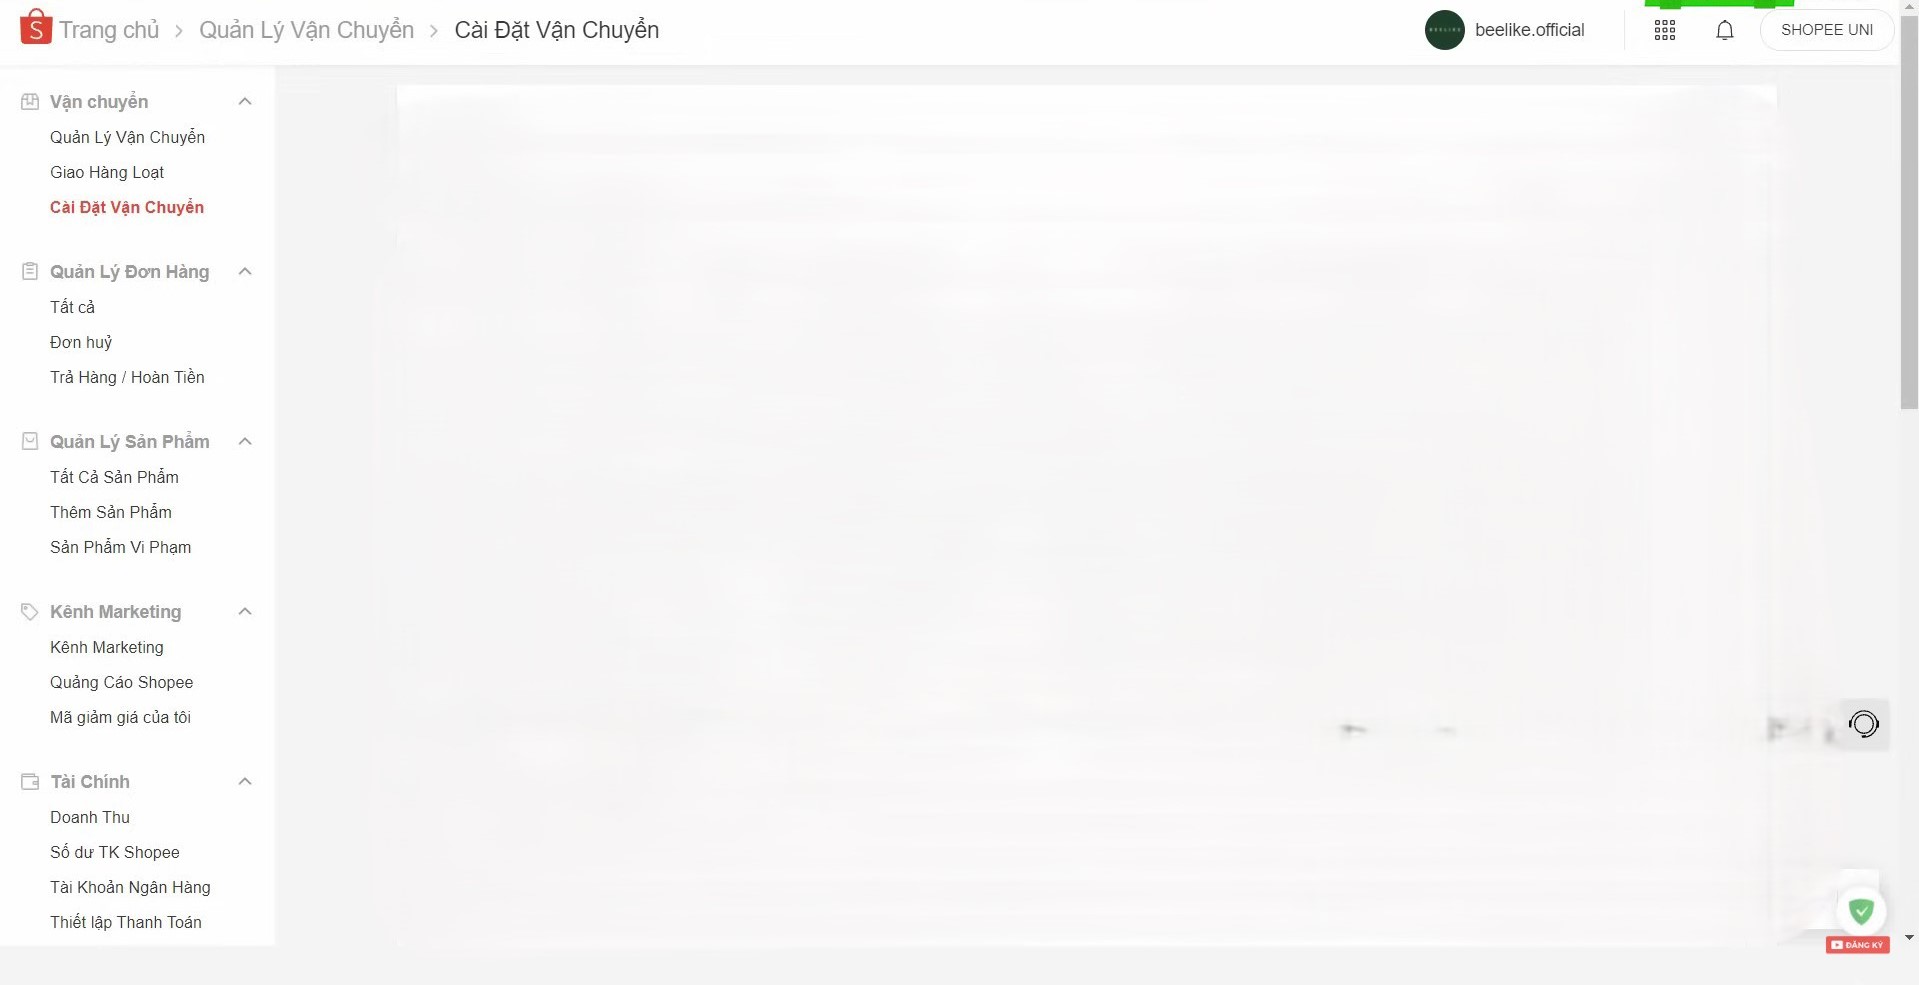 Trang chủ > Quản Lý Vận Chuyển > Cài Đặt Vận Chuyển
beelike.official
SHOPEE UNI
Vận chuyển
Quản Lý Vận Chuyển
Giao Hàng Loạt
Cài Đặt Vận Chuyển
Quản Lý Đơn Hàng
Tất cả
Đơn huỷ
Trả Hàng / Hoàn Tiền
Quản Lý Sản Phẩm
Tất Cả Sản Phẩm
Thêm Sản Phẩm
Sản Phẩm Vi Phạm
Kênh Marketing
Kênh Marketing
Quảng Cáo Shopee
Mã giảm giá của tôi
Tài Chính
Doanh Thu
Số dư TK Shopee
Tài Khoản Ngân Hàng
Thiết lập Thanh Toán
ĐĂNG KÝ